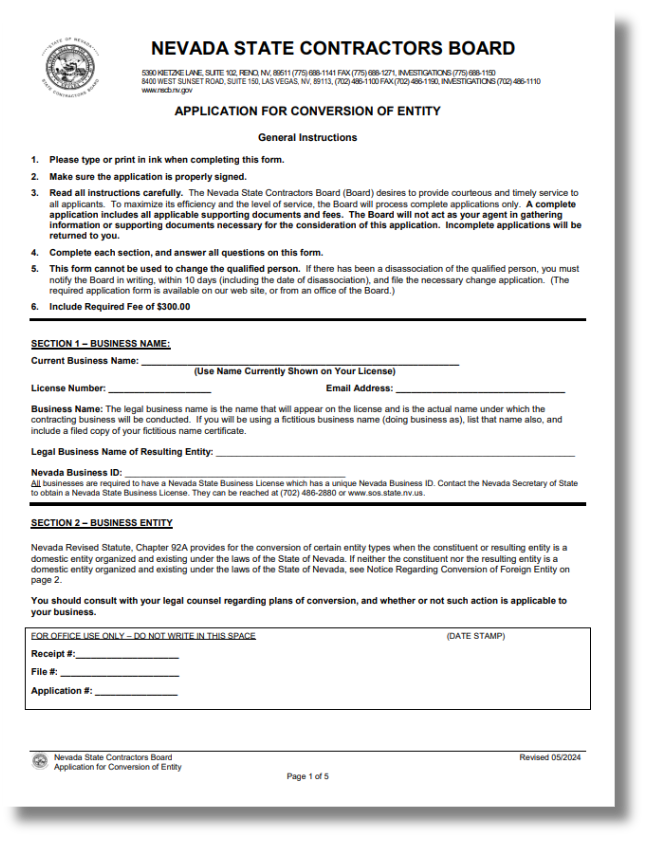 NEVADA STATE CONTRACTORS BOARD
5390 KIETZKE LANE, SUITE 102, RENO, NV, 89511 (775) 688-1141 FAX (775) 688-1271, INVESTIGATIONS (775) 688-1150
8400 WEST SUNSET ROAD, SUITE 150, LAS VEGAS, NV, 89113, (702) 486-1100 FAX (702) 486-1190, INVESTIGATIONS (702) 486-1110
www.nscb.nv.gov
APPLICATION FOR CONVERSION OF ENTITY
General Instructions
1. Please type or print in ink when completing this form.
2. Make sure the application is properly signed.
3. Read all instructions carefully. The Nevada State Contractors Board (Board) desires to provide courteous and timely service to
all applicants. To maximize its efficiency and the level of service, the Board will process complete applications only. A complete
application includes all applicable supporting documents and fees. The Board will not act as your agent in gathering
information or supporting documents necessary for the consideration of this application. Incomplete applications will be
returned to you.
4. Complete each section, and answer all questions on this form.
5. This form cannot be used to change the qualified person. If there has been a disassociation of the qualified person, you must
notify the Board in writing, within 10 days (including the date of disassociation), and file the necessary change application. (The
required application form is available on our web site, or from an office of the Board.)
6. Include Required Fee of $300.00
SECTION 1 – BUSINESS NAME:
Current Business Name:
(Use Name Currently Shown on Your License)
License Number: Email Address:
Business Name: The legal business name is the name that will appear on the license and is the actual name under which the
contracting business will be conducted. If you will be using a fictitious business name (doing business as), list that name also, and
include a filed copy of your fictitious name certificate.
Legal Business Name of Resulting Entity:
Nevada Business ID:
All businesses are required to have a Nevada State Business License which has a unique Nevada Business ID. Contact the Nevada Secretary of State
to obtain a Nevada State Business License. They can be reached at (702) 486-2880 or www.sos.state.nv.us.
SECTION 2 – BUSINESS ENTITY
Nevada Revised Statute, Chapter 92A provides for the conversion of certain entity types when the constituent or resulting entity is a
domestic entity organized and existing under the laws of the State of Nevada. If neither the constituent nor the resulting entity is a
domestic entity organized and existing under the laws of the State of Nevada, see Notice Regarding Conversion of Foreign Entity on
page 2.
You should consult with your legal counsel regarding plans of conversion, and whether or not such action is applicable to
your business.
FOR OFFICE USE ONLY – DO NOT WRITE IN THIS SPACE (DATE STAMP)
Receipt #:
File #:
Application #:
Nevada State Contractors Board Revised 05/2024
Application for Conversion of Entity
Page 1 of 5